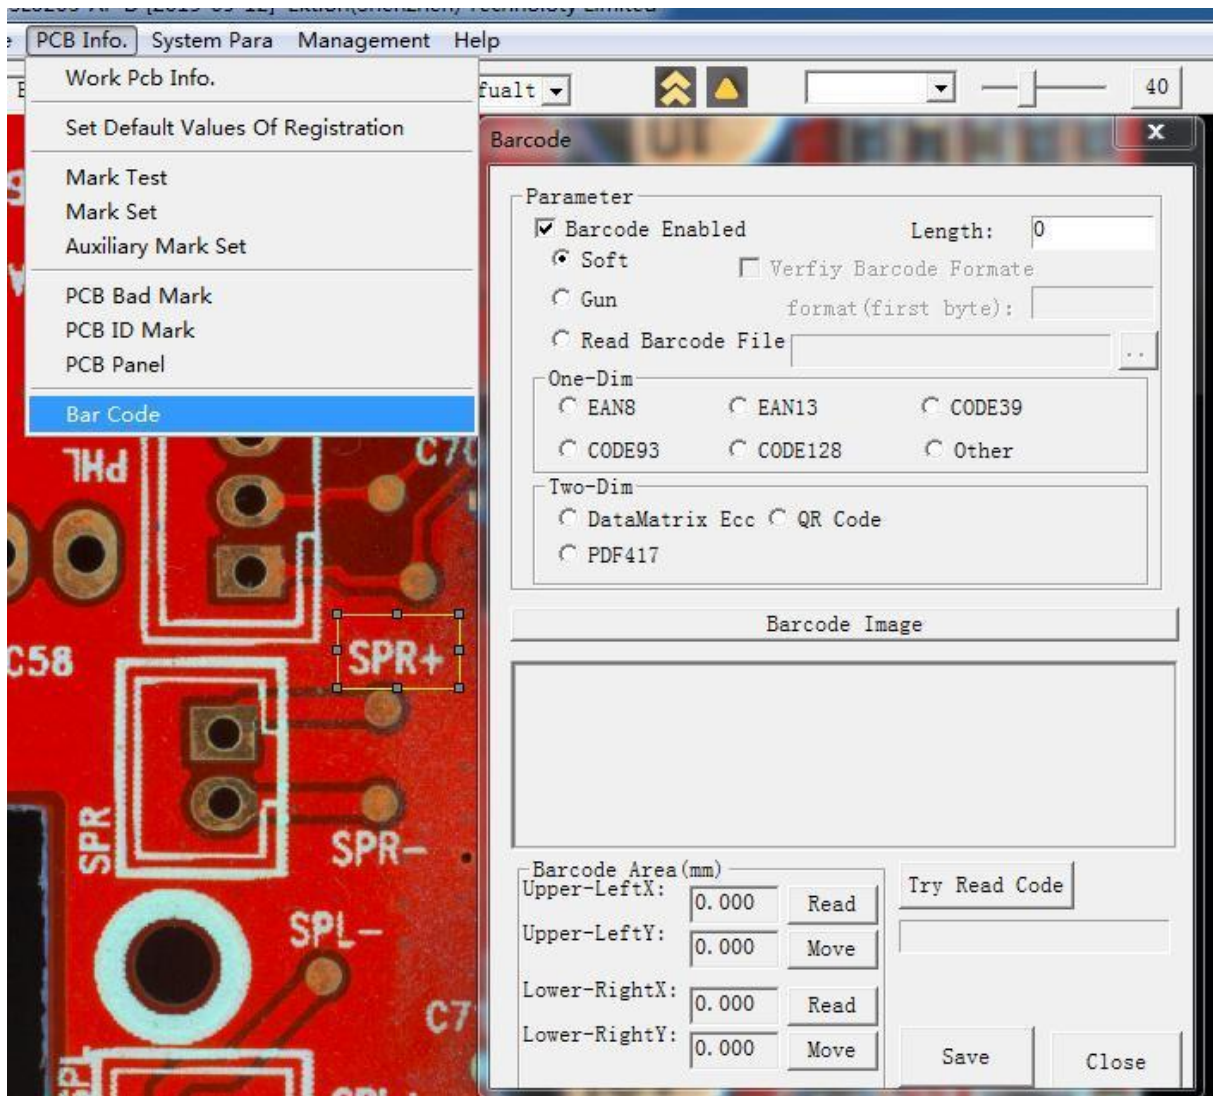 PCB Info. System Para Management Help
Work Pcb Info.
Set Default Values Of Registration
Mark Test
Mark Set
Auxiliary Mark Set
PCB Bad Mark
PCB ID Mark
PCB Panel
Bar Code
fualt
40
Barcode
x
Parameter
Barcode Enabled Length: 0
Soft Verfiy Barcode Formate
Gun format(first byte):
Read Barcode File ..
One-Dim
EAN8 EAN13 CODE39
CODE93 CODE128 Other
Two-Dim
DataMatrix Ecc QR Code
PDF417
Barcode Image
Barcode Area(mm)
Upper-LeftX: 0.000 Read
Upper-LeftY: 0.000 Move
Lower-RightX: 0.000 Read
Lower-RightY: 0.000 Move
Try Read Code
Save Close
PHL
C70
C58
SPR+
SPR
SPR-
SPL-
C7
SPL